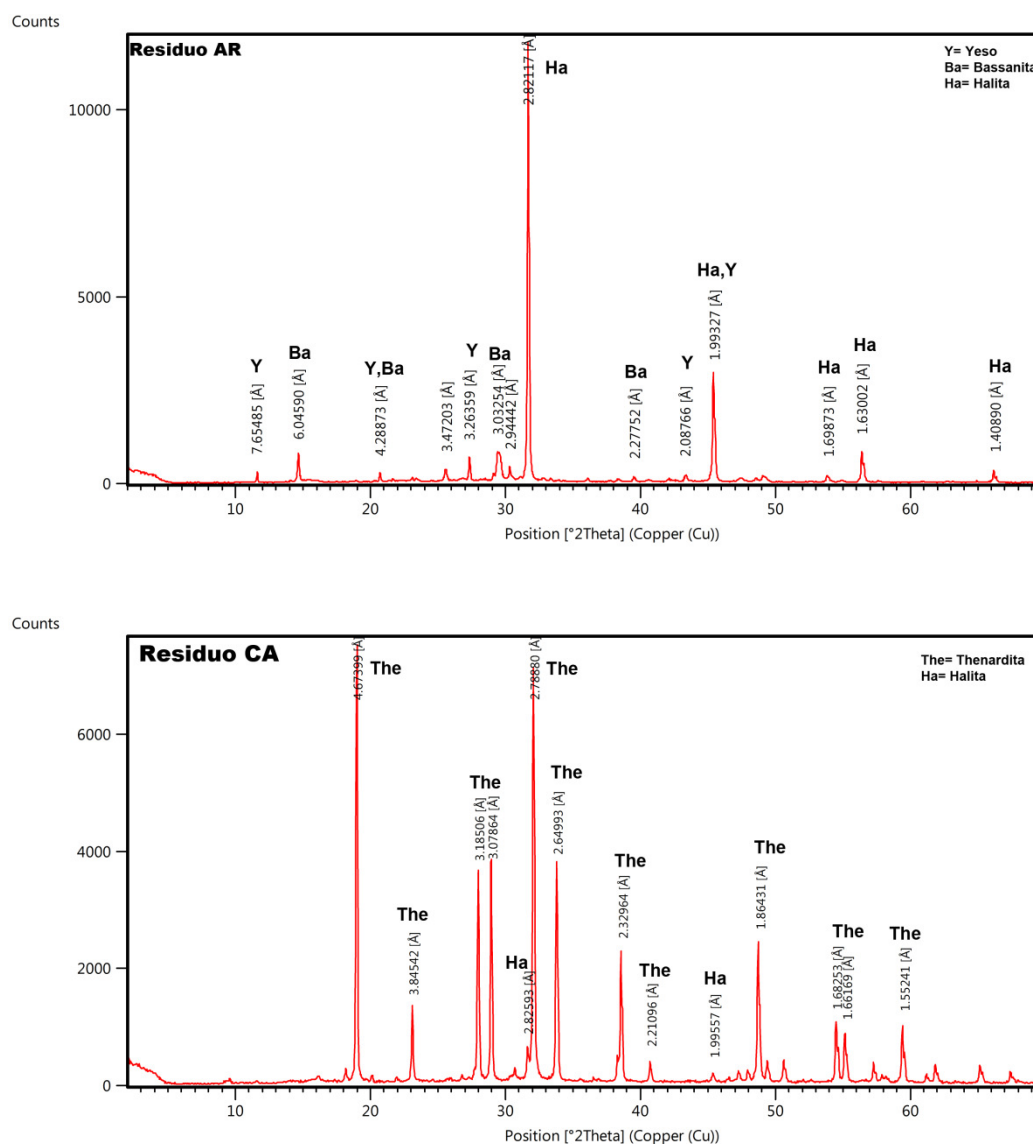 Counts
Residuo AR
Y= Yeso
Ba= Bassanita
Ha= Halita
2.82117 [Å]
Ha
10000
5000
0
Y
7.65485 [Å]
Ba
6.04590 [Å]
Y,Ba
4.28873 [Å]
3.47203 [Å]
Y
3.26359 [Å]
Ba
3.03254 [Å]
2.94442 [Å]
Ba
2.27752 [Å]
Y
2.08766 [Å]
Ha,Y
1.99327 [Å]
Ha
1.69873 [Å]
Ha
1.63002 [Å]
Ha
1.40890 [Å]
10 20 30 40 50 60
Position [°2Theta] (Copper (Cu))
Counts
Residuo CA
The= Thenardita
Ha= Halita
6000
4000
2000
0
4.67399 [Å]
The
The
3.84542 [Å]
The
3.18506 [Å]
3.07864 [Å]
Ha
2.82593 [Å]
2.78880 [Å]
The
The
2.64993 [Å]
The
2.32964 [Å]
The
2.21096 [Å]
Ha
1.99557 [Å]
The
1.86431 [Å]
The
1.68253 [Å]
1.66169 [Å]
The
1.55241 [Å]
10 20 30 40 50 60
Position [°2Theta] (Copper (Cu))